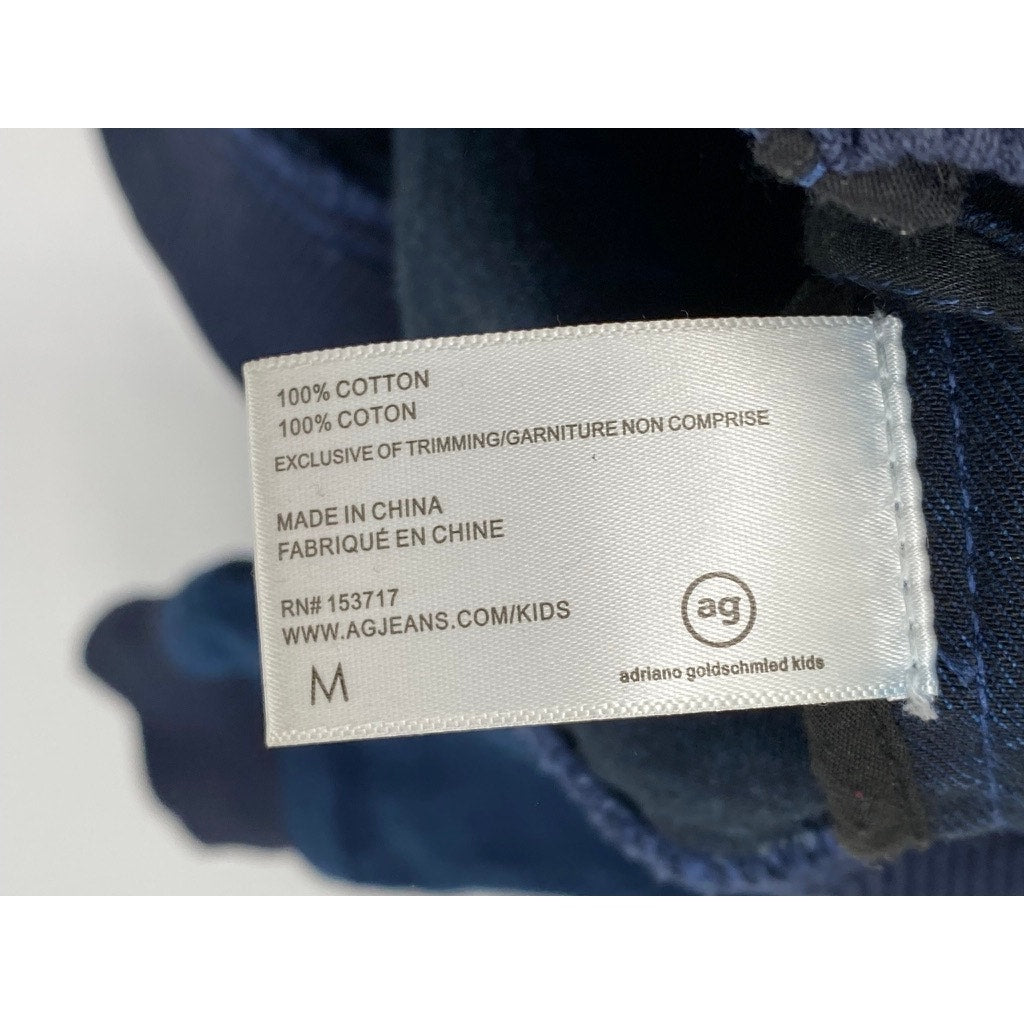 100% COTTON
100% COTON
EXCLUSIVE OF TRIMMING/GARNITURE NON COMPRISE
MADE IN CHINA
FABRIQUÉ EN CHINE
RN# 153717
WWW.AGJEANS.COM/KIDS
M
ag
adriano goldschmied kids